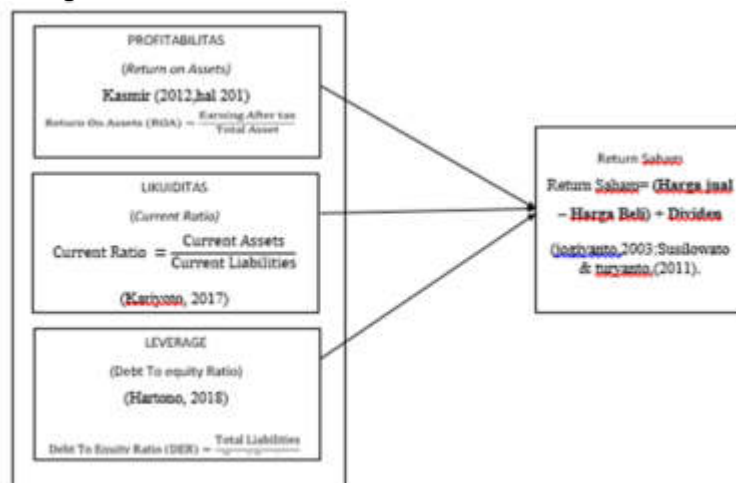 PROFITABILITAS
(Return on Assets)
Kasmir (2012,hal 201)
Return On Assets (ROA) = Earning After tax
Total Asset
LIKUIDITAS
(Current Ratio)
Current Ratio = Current Assets
Current Liabilities
(Kariyoto, 2017)
LEVERAGE
(Debt To equity Ratio)
(Hartono, 2018)
Debt To Equity Ratio (DER) = Total Liabilities
Return Saham
Return Saham= (Harga jual
– Harga Beli) + Dividen
(jogiyanto,2003;Susilowato
& turyanto,(2011).